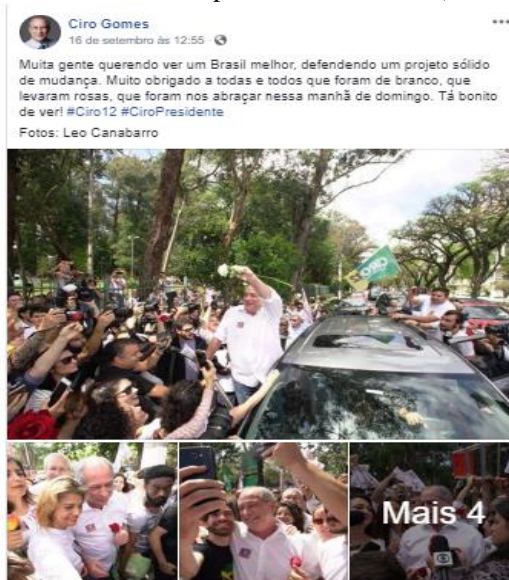 Ciro Gomes
16 de setembro às 12:55 ·
Muita gente querendo ver um Brasil melhor, defendendo um projeto sólido
de mudança. Muito obrigado a todas e todos que foram de branco, que
levaram rosas, que foram nos abraçar nessa manhã de domingo. Tá bonito
de ver! #Ciro12 #CiroPresidente
Fotos: Leo Canabarro
CIRO
Mais 4